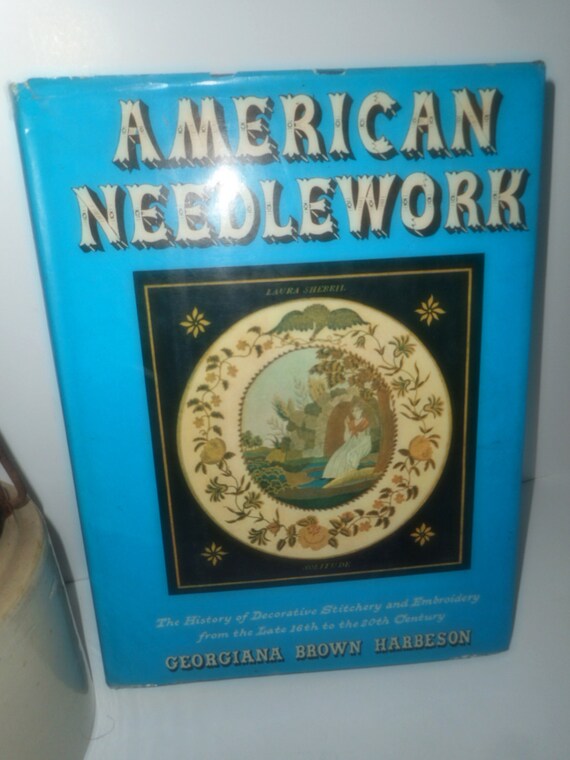 AMERICAN
NEEDLEWORK
LAURA SHERRIL
SOLITUDE
The History of Decorative Stitchery and Embroidery
from the Late 16th to the 20th Century
GEORGIANA BROWN HARBESON